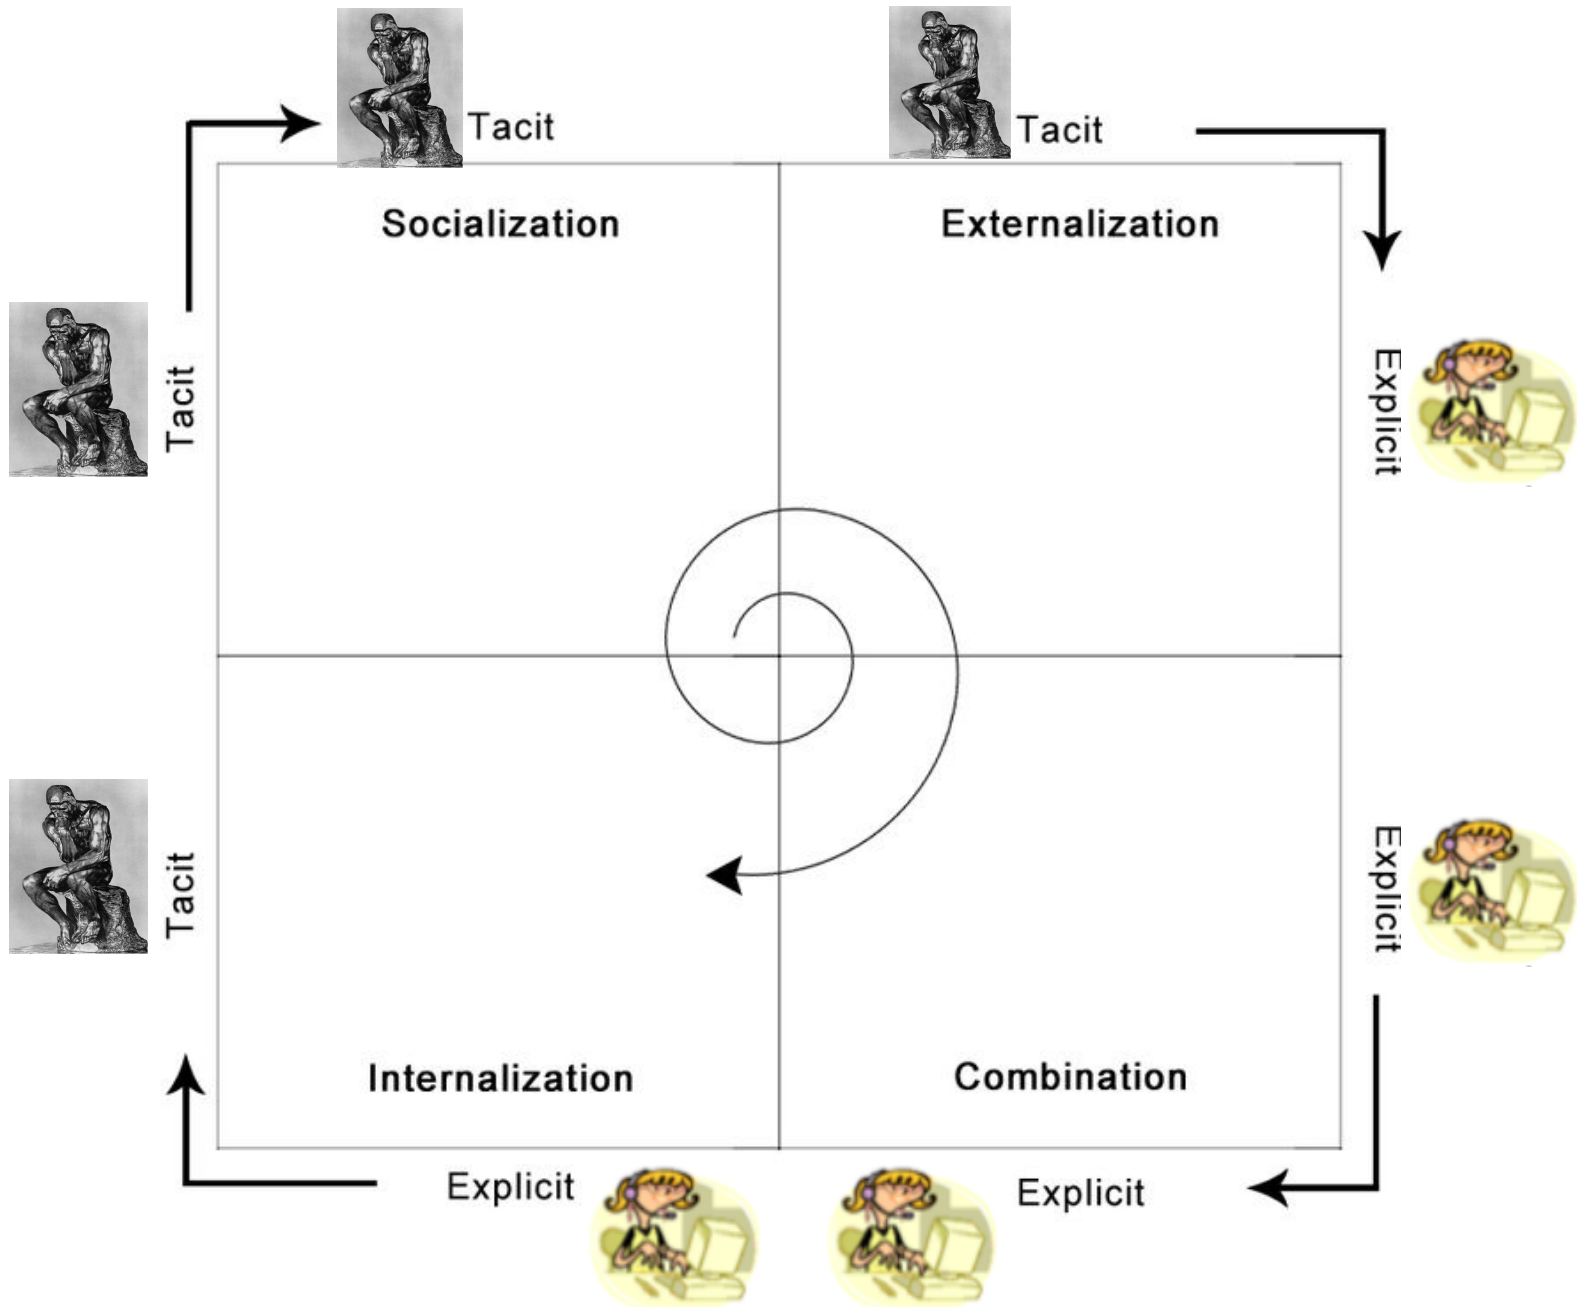 Tacit
Tacit
Socialization
Externalization
Tacit
Explicit
Tacit
Explicit
Internalization
Combination
Explicit
Explicit